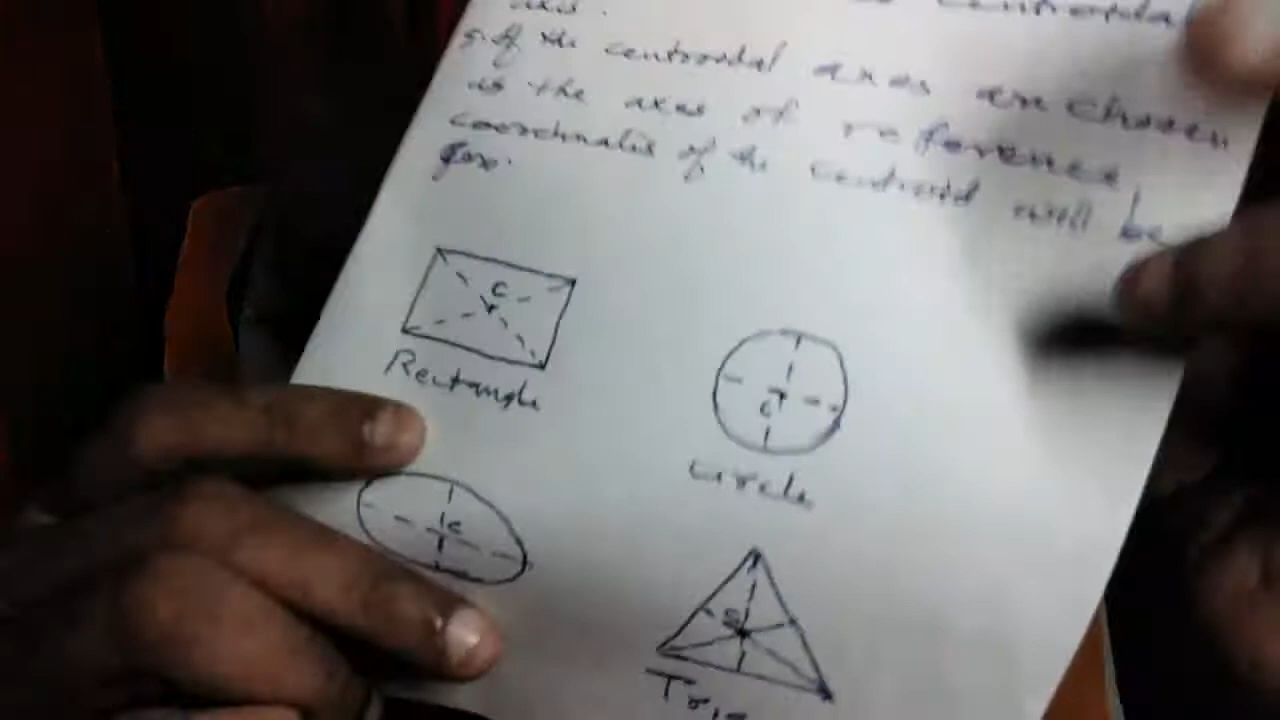 axis.
5. If the centroidal axes are chosen
as the axes of reference
coordinates of the centroid will be
C
Rectangle
C
Circle
C